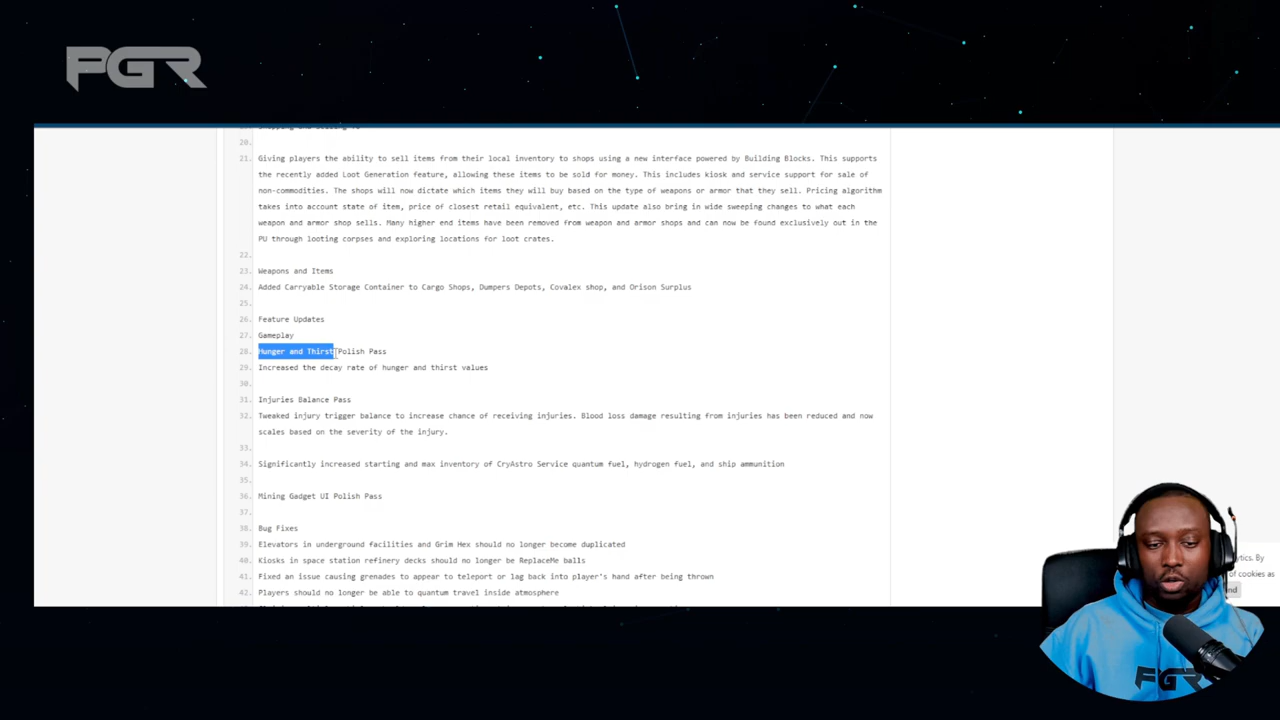 PGR
20.
21. Giving players the ability to sell items from their local inventory to shops using a new interface powered by Building Blocks. This supports
the recently added Loot Generation feature, allowing these items to be sold for money. This includes kiosk and service support for sale of
non-commodities. The shops will now dictate which items they will buy based on the type of weapons or armor that they sell. Pricing algorithm
takes into account state of item, price of closest retail equivalent, etc. This update also bring in wide sweeping changes to what each
weapon and armor shop sells. Many higher end items have been removed from weapon and armor shops and can now be found exclusively out in the
PU through looting corpses and exploring locations for loot crates.
22.
23. Weapons and Items
24. Added Carryable Storage Container to Cargo Shops, Dumpers Depots, Covalex shop, and Orison Surplus
25.
26. Feature Updates
27. Gameplay
28. Hunger and Thirst Polish Pass
29. Increased the decay rate of hunger and thirst values
30.
31. Injuries Balance Pass
32. Tweaked injury trigger balance to increase chance of receiving injuries. Blood loss damage resulting from injuries has been reduced and now
scales based on the severity of the injury.
33.
34. Significantly increased starting and max inventory of CryAstro Service quantum fuel, hydrogen fuel, and ship ammunition
35.
36. Mining Gadget UI Polish Pass
37.
38. Bug Fixes
39. Elevators in underground facilities and Grim Hex should no longer become duplicated
40. Kiosks in space station refinery decks should no longer be ReplaceMe balls
41. Fixed an issue causing grenades to appear to teleport or lag back into player's hand after being thrown
42. Players should no longer be able to quantum travel inside atmosphere
ytics. By
of cookies as
PGR